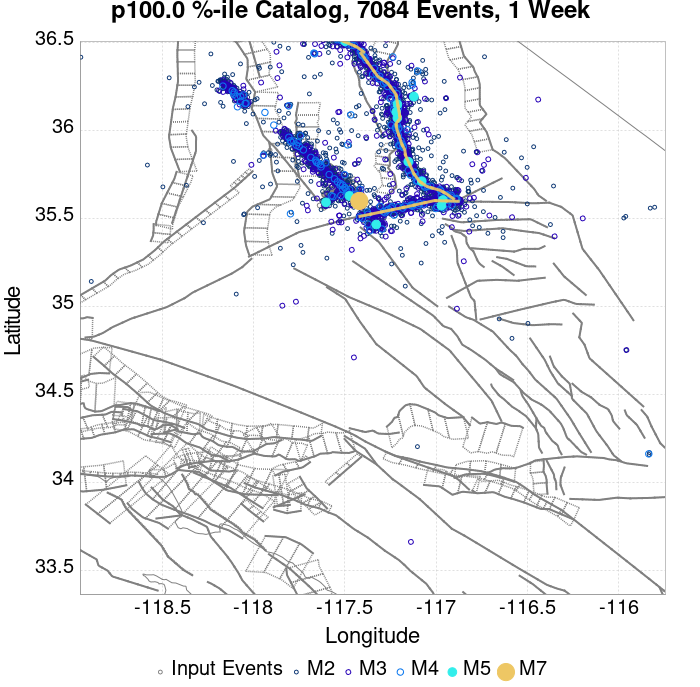 p100.0 %-ile Catalog, 7084 Events, 1 Week
36.5
36
35.5
35
34.5
34
33.5
Latitude
-118.5 -118 -117.5 -117 -116.5 -116
Longitude
Input Events M2 M3 M4 M5 M7